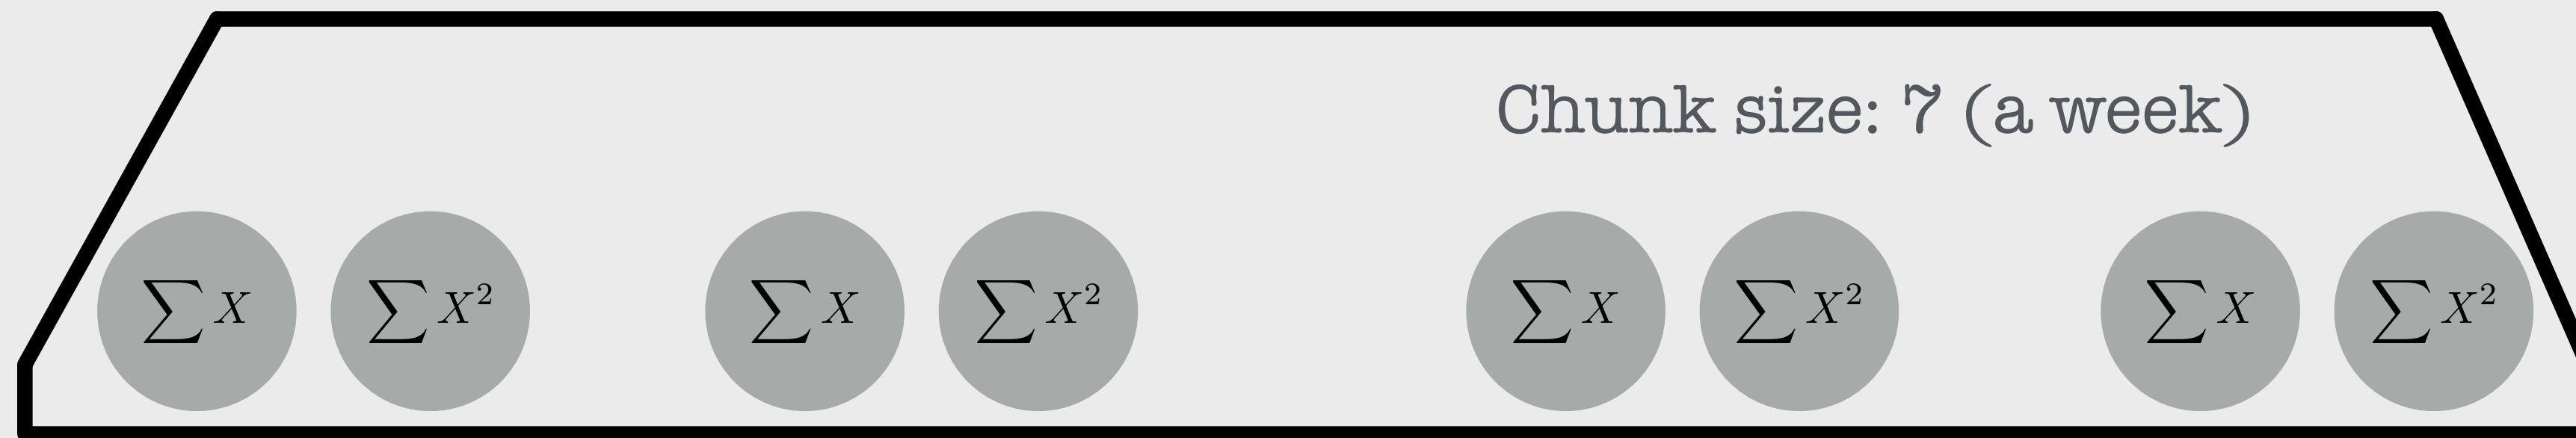 Chunk size: 7 (a week)
∑X ∑X² ∑X ∑X² ∑X ∑X² ∑X ∑X²